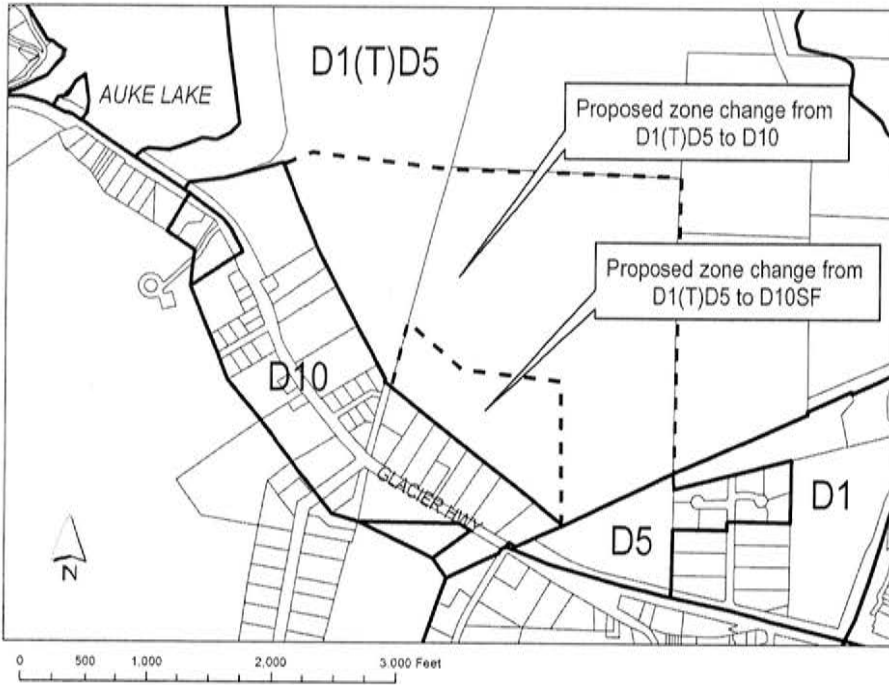 D1(T)D5
AUKE LAKE
Proposed zone change from
D1(T)D5 to D10
Proposed zone change from
D1(T)D5 to D10SF
D10
GLACIER HWY
D1
D5
N
0 500 1,000 2,000 3,000 Feet